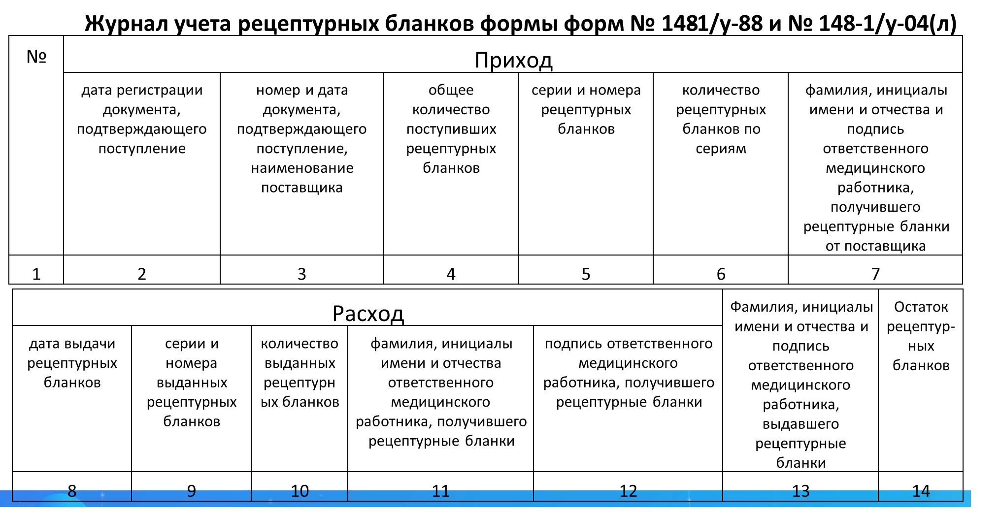 Журнал учета рецептурных бланков формы форм № 148-1/у-88 и № 148-1/у-04(л)
№
Приход
дата регистрации
документа,
подтверждающего
поступление
номер и дата
документа,
подтверждающего
поступление,
наименование
поставщика
общее
количество
поступивших
рецептурных
бланков
серии и номера
рецептурных
бланков
количество
рецептурных
бланков по
сериям
фамилия, инициалы
имени и отчества и
подпись
ответственного
медицинского
работника,
получившего
рецептурные бланки
от поставщика
1 2 3 4 5 6 7
Расход
дата выдачи
рецептурных
бланков
серии и
номера
выданных
рецептурных
бланков
количество
выданных
рецептурн
ых бланков
фамилия, инициалы
имени и отчества
ответственного
медицинского
работника, получившего
рецептурные бланки
подпись ответственного
медицинского
работника, получившего
рецептурные бланки
Фамилия, инициалы
имени и отчества и
подпись
ответственного
медицинского
работника,
выдавшего
рецептурные
бланки
Остаток
рецептур-
ных
бланков
8 9 10 11 12 13 14